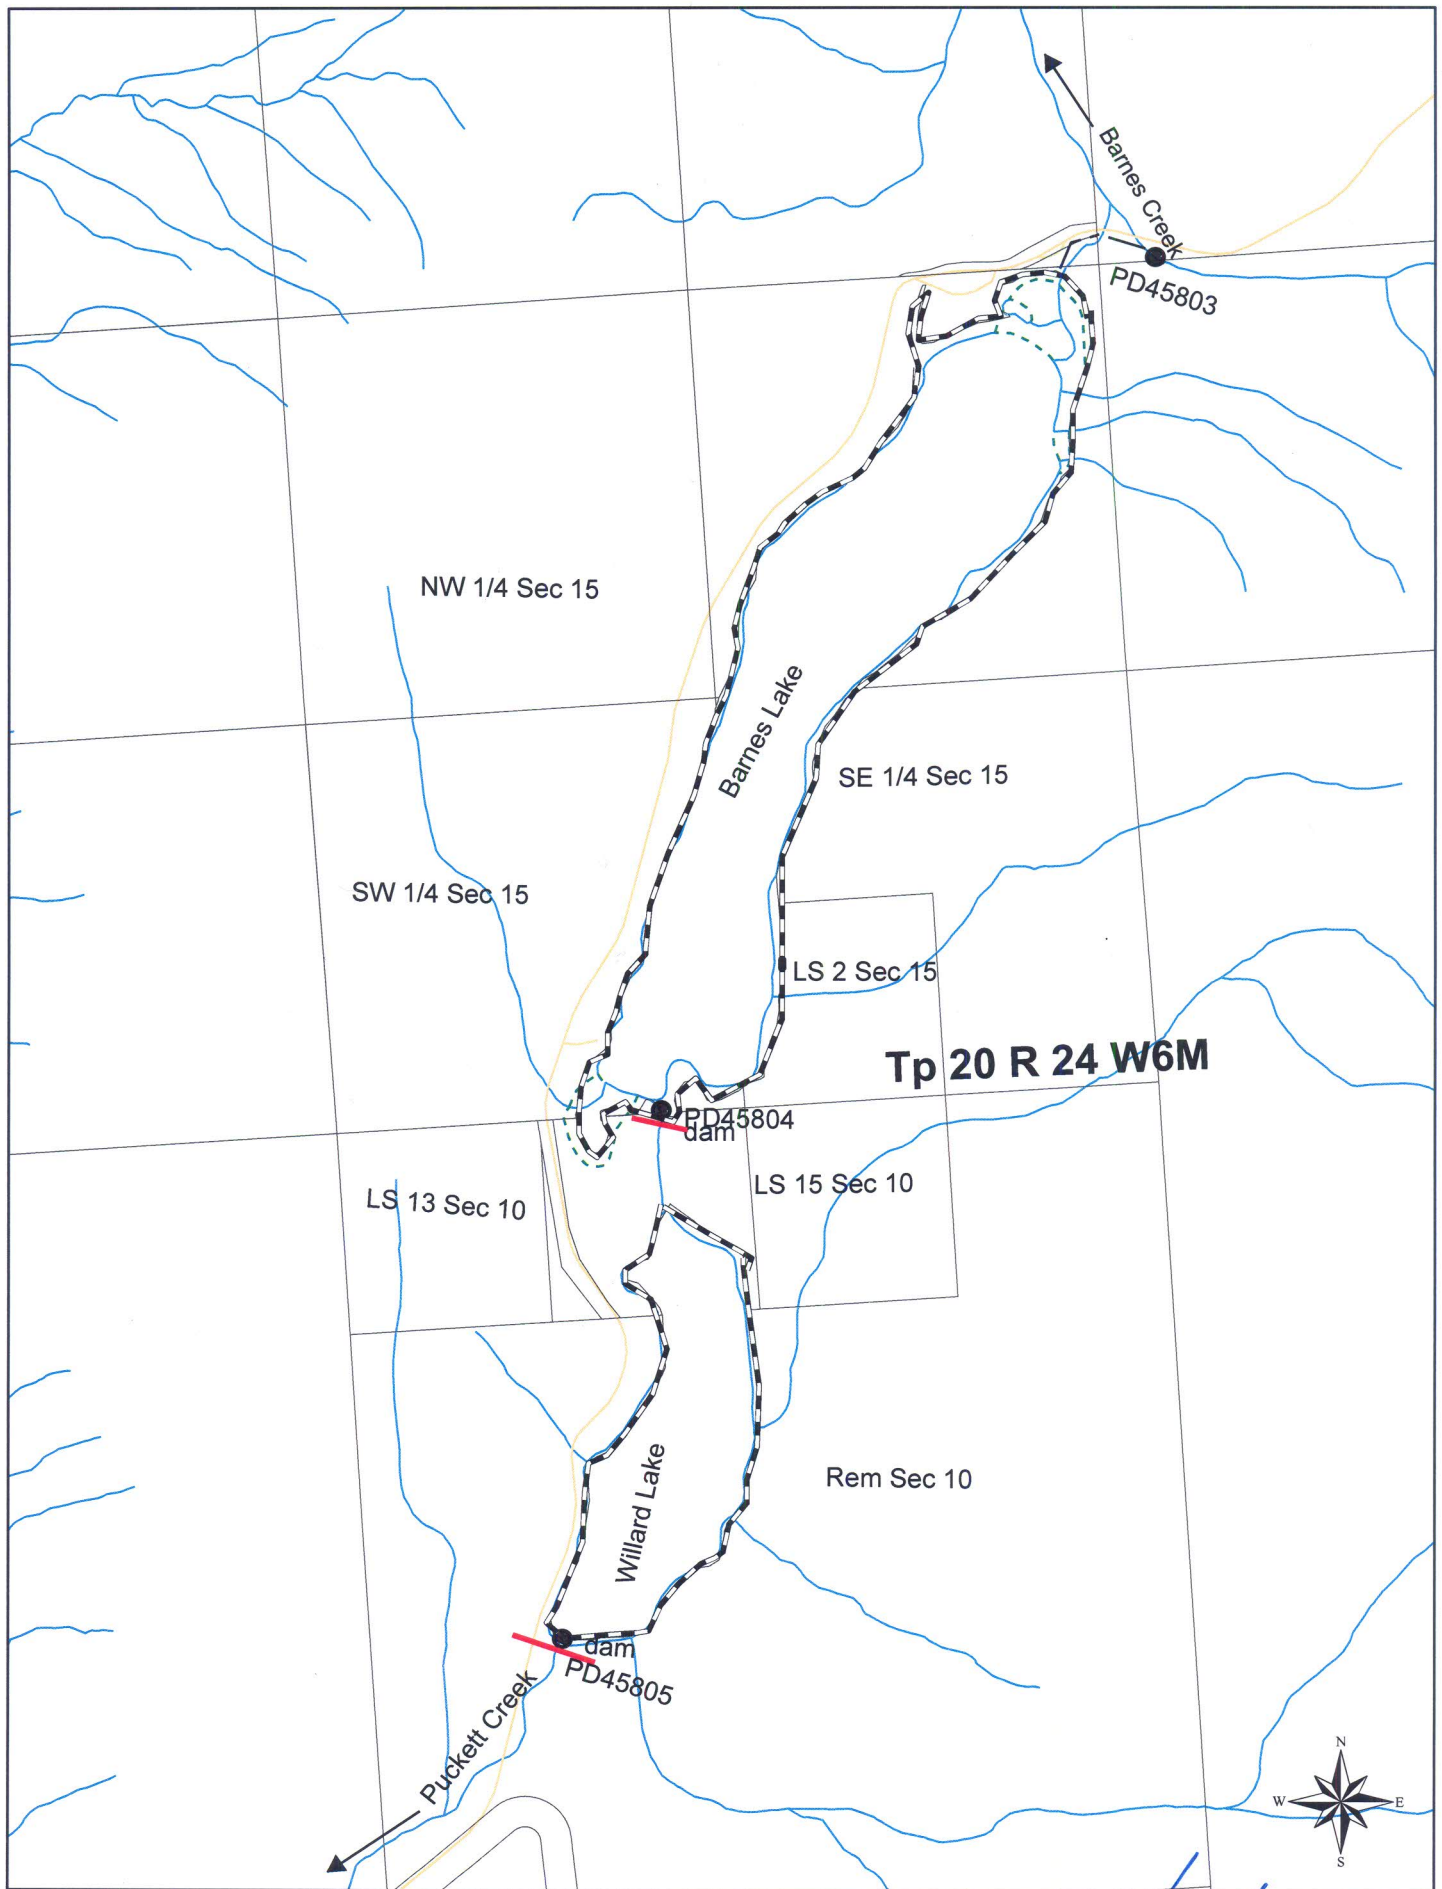 Barnes Creek
PD45803
NW 1/4 Sec 15
Barnes Lake
SE 1/4 Sec 15
SW 1/4 Sec 15
LS 2 Sec 15
Tp 20 R 24 W6M
PD45804
dam
LS 15 Sec 10
LS 13 Sec 10
Rem Sec 10
Willard Lake
dam
PD45805
Puckett Creek
N
W
E
S